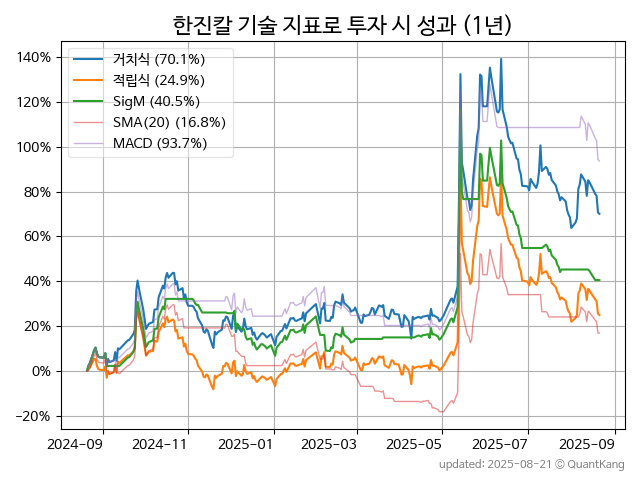 한진칼 기술 지표로 투자 시 성과 (1년)
거치식 (70.1%)
적립식 (24.9%)
SigM (40.5%)
SMA(20) (16.8%)
MACD (93.7%)
140%
120%
100%
80%
60%
40%
20%
0%
−20%
2024-09 2024-11 2025-01 2025-03 2025-05 2025-07 2025-09
updated: 2025-08-21 ⓒ QuantKang